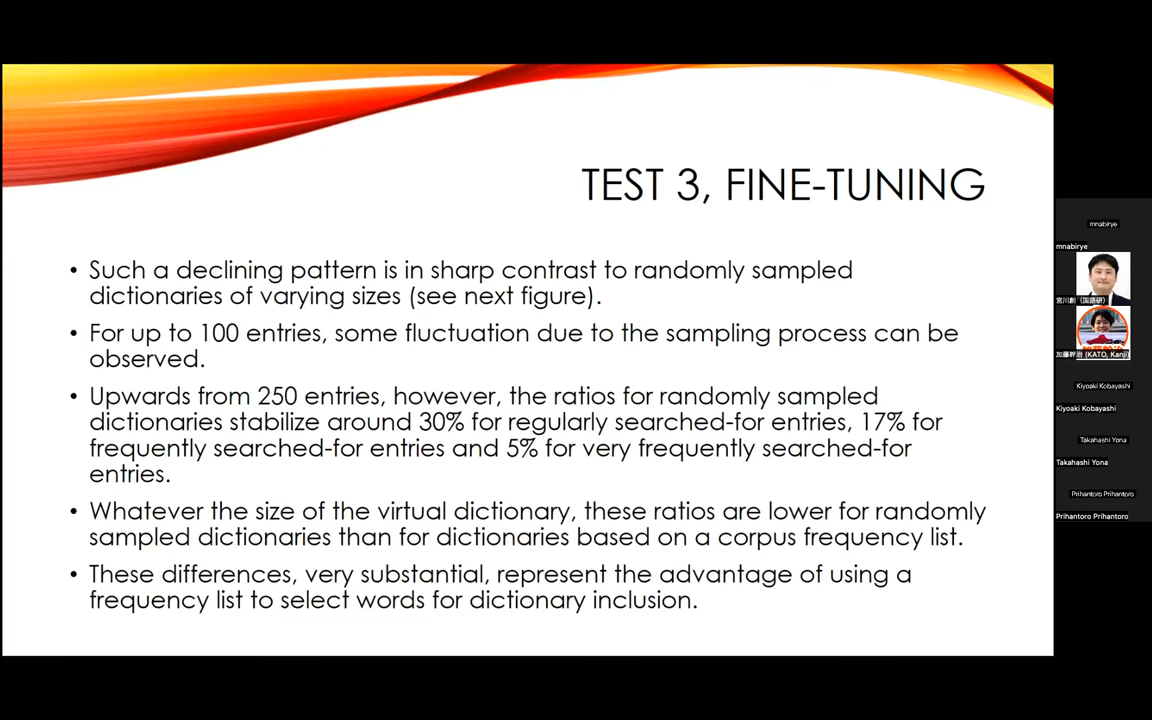 TEST 3, FINE-TUNING
• Such a declining pattern is in sharp contrast to randomly sampled
dictionaries of varying sizes (see next figure).
• For up to 100 entries, some fluctuation due to the sampling process can be
observed.
• Upwards from 250 entries, however, the ratios for randomly sampled
dictionaries stabilize around 30% for regularly searched-for entries, 17% for
frequently searched-for entries and 5% for very frequently searched-for
entries.
• Whatever the size of the virtual dictionary, these ratios are lower for randomly
sampled dictionaries than for dictionaries based on a corpus frequency list.
• These differences, very substantial, represent the advantage of using a
frequency list to select words for dictionary inclusion.
mnabirye
mnabirye
宮川創（国語研）
加藤幹治 (KATO, Kanji)
Kiyoaki Kobayashi
Kiyoaki Kobayashi
Takahashi Yona
Takahashi Yona
Prihantoro Prihantoro
Prihantoro Prihantoro